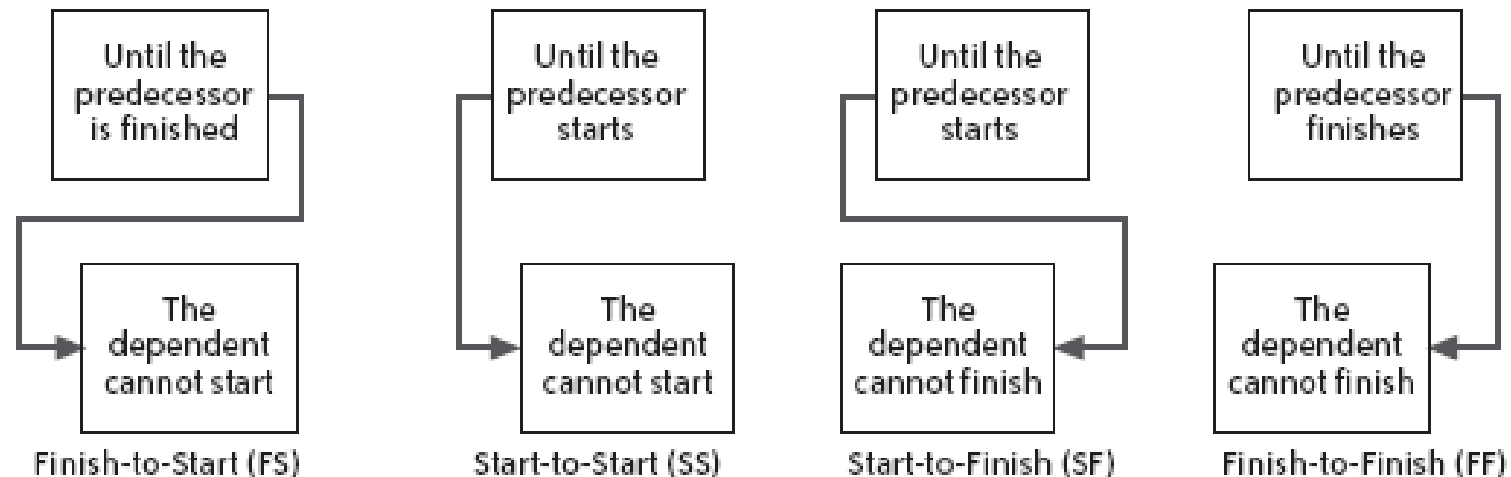 Until the
predecessor
is finished
The
dependent
cannot start
Finish-to-Start (FS)
Until the
predecessor
starts
The
dependent
cannot start
Start-to-Start (SS)
Until the
predecessor
starts
The
dependent
cannot finish
Start-to-Finish (SF)
Until the
predecessor
finishes
The
dependent
cannot finish
Finish-to-Finish (FF)